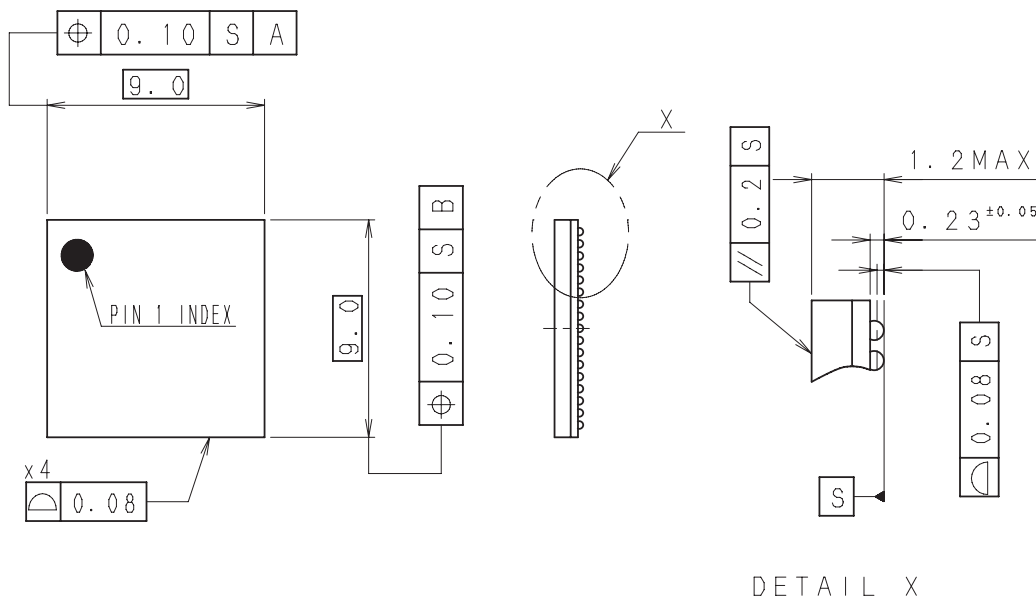 ⌖ 0.10 S A
9.0
PIN 1 INDEX
9.0
⌖ 0.10 S B
x4
⌓ 0.08
X
// 0.2 S
1.2MAX
0.23±0.05
⌓ 0.08 S
S
DETAIL X